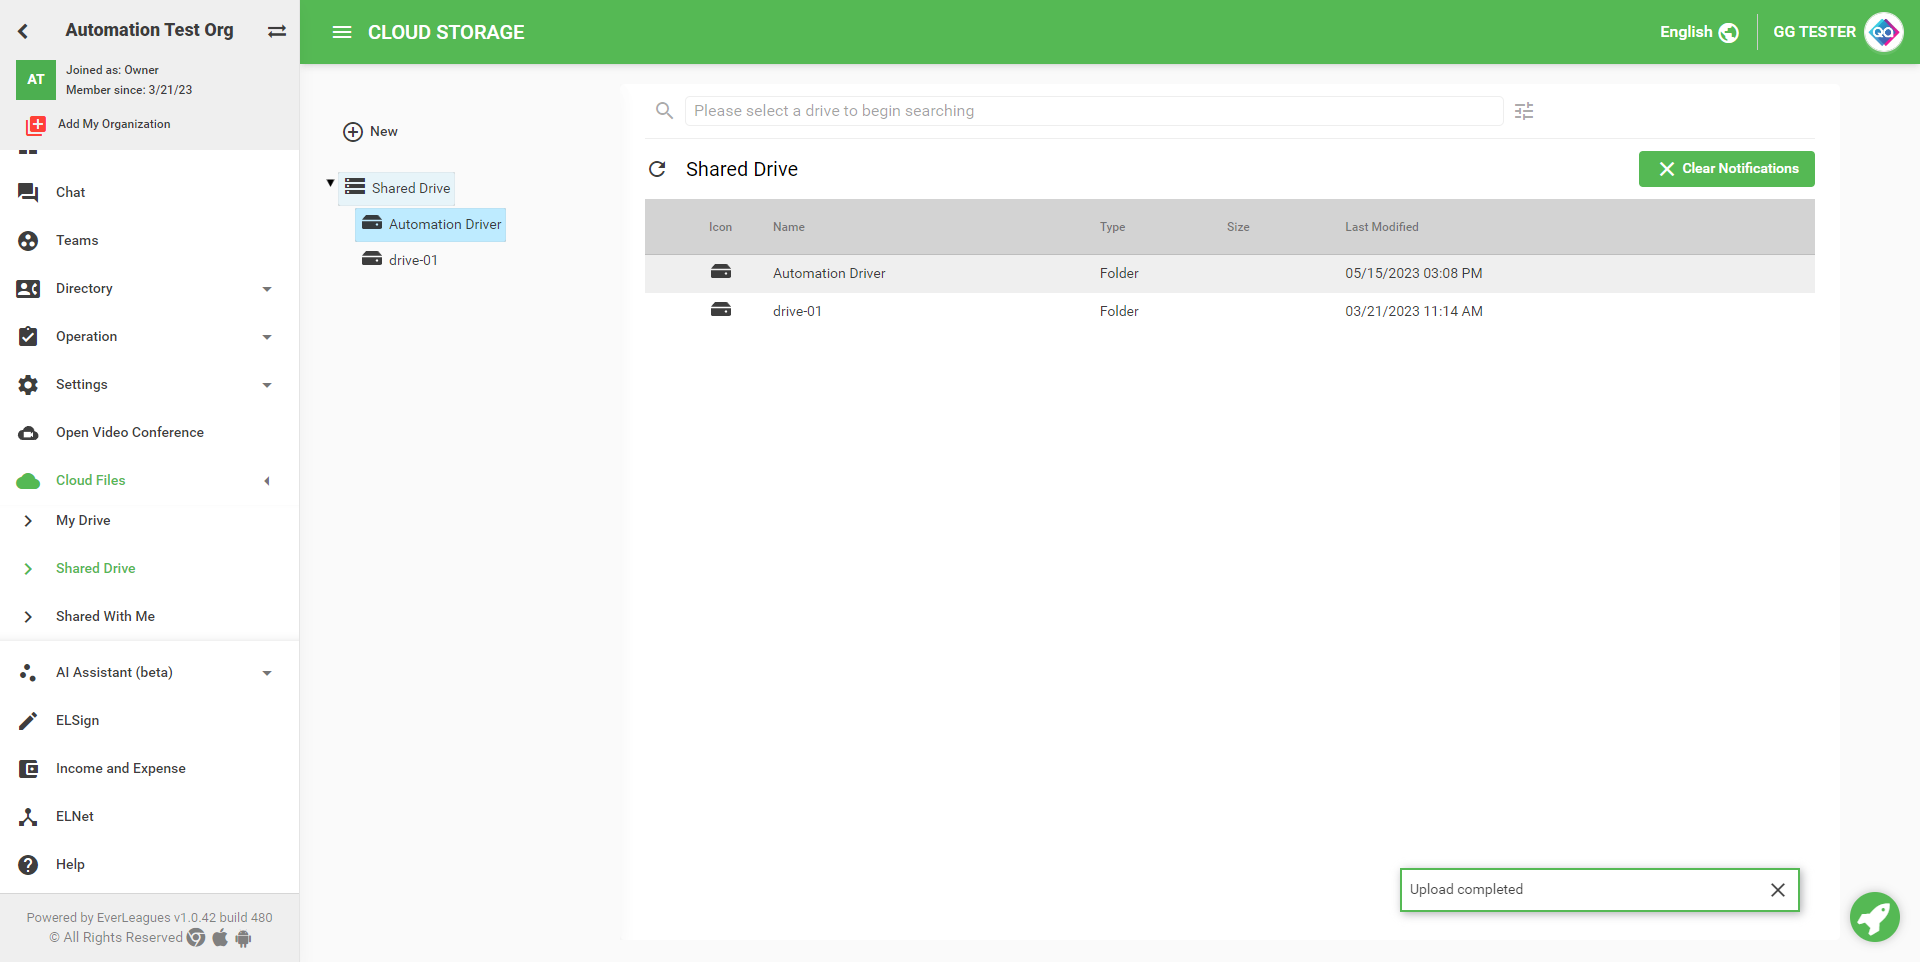 Automation Test Org
AT
Joined as: Owner
Member since: 3/21/23
Add My Organization
Chat
Teams
Directory
Operation
Settings
Open Video Conference
Cloud Files
My Drive
Shared Drive
Shared With Me
AI Assistant (beta)
ELSign
Income and Expense
ELNet
Help
Powered by EverLeagues v1.0.42 build 480
© All Rights Reserved
CLOUD STORAGE
English
GG TESTER
QA
New
Shared Drive
Automation Driver
drive-01
Please select a drive to begin searching
Shared Drive
Clear Notifications
Icon Name Type Size Last Modified
Automation Driver Folder 05/15/2023 03:08 PM
drive-01 Folder 03/21/2023 11:14 AM
Upload completed